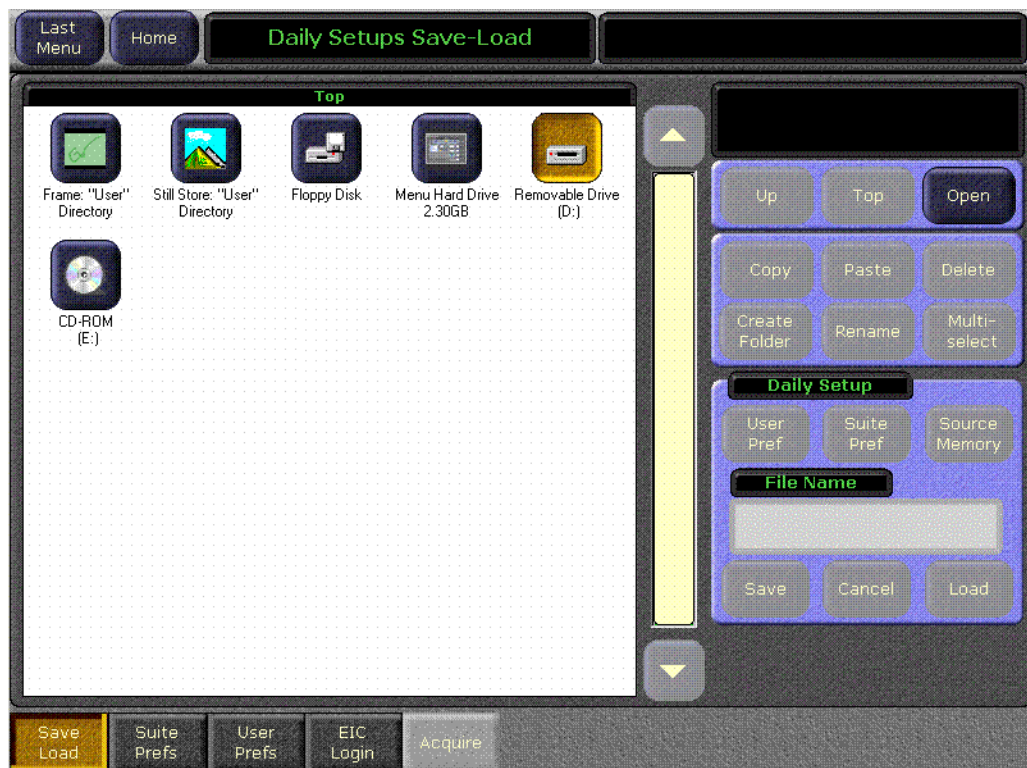 Last
Menu
Home
Daily Setups Save-Load
Top
Frame: "User"
Directory
Still Store: "User"
Directory
Floppy Disk
Menu Hard Drive
2.30GB
Removable Drive
(D:)
CD-ROM
(E:)
Up
Top
Open
Copy
Paste
Delete
Create
Folder
Rename
Multi-
select
Daily Setup
User
Pref
Suite
Pref
Source
Memory
File Name
Save
Cancel
Load
Save
Load
Suite
Prefs
User
Prefs
EIC
Login
Acquire